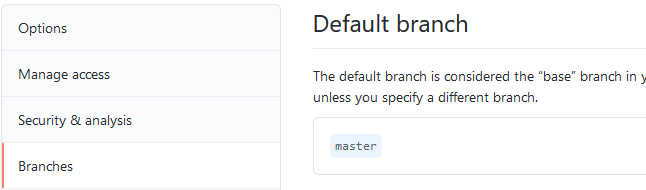 Options
Manage access
Security & analysis
Branches
Default branch
The default branch is considered the “base” branch in
unless you specify a different branch.
master